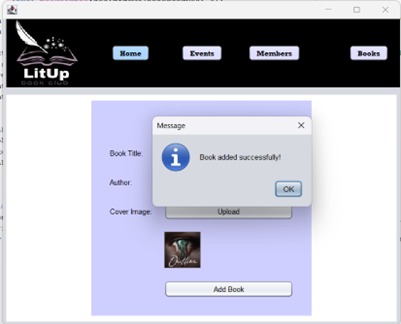 LitUp
BOOK CLUB
Home
Events
Members
Books
Message
Book added successfully!
OK
Book Title:
Author:
Cover Image:
Upload
Outline
Add Book